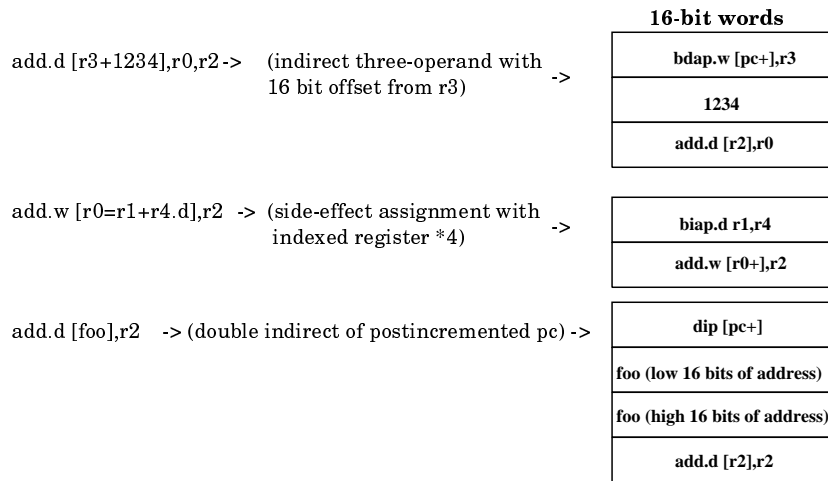 16-bit words
add.d [r3+1234],r0,r2-> (indirect three-operand with
16 bit offset from r3) ->
bdap.w [pc+],r3
1234
add.d [r2],r0
add.w [r0=r1+r4.d],r2 -> (side-effect assignment with
indexed register *4) ->
biap.d r1,r4
add.w [r0+],r2
add.d [foo],r2 -> (double indirect of postincremented pc) ->
dip [pc+]
foo (low 16 bits of address)
foo (high 16 bits of address)
add.d [r2],r2